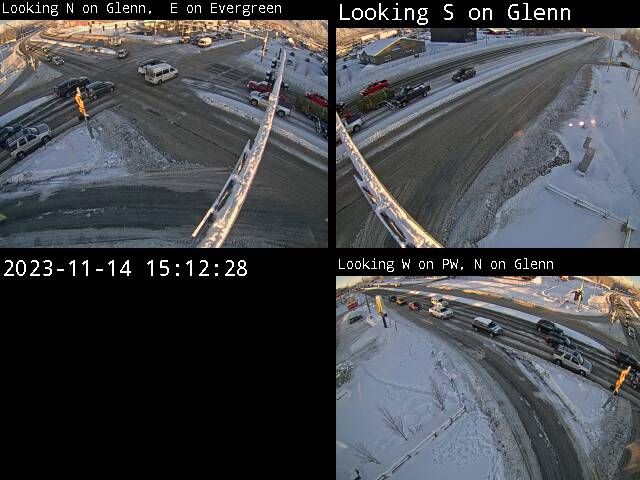 Looking N on Glenn,  E on Evergreen
Looking S on Glenn
2023-11-14 15:12:28
Looking W on PW, N on Glenn